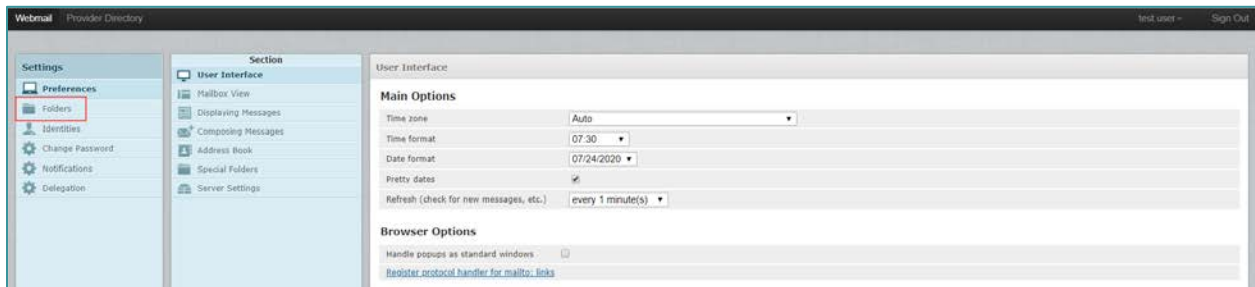 Webmail Provider Directory test user Sign Out
Settings
Preferences
Folders
Identities
Change Password
Notifications
Delegation
Section
User Interface
Mailbox View
Displaying Messages
Composing Messages
Address Book
Special Folders
Server Settings
User Interface
Main Options
Time zone Auto
Time format 07:30
Date format 07/24/2020
Pretty dates
Refresh (check for new messages, etc.) every 1 minute(s)
Browser Options
Handle popups as standard windows
Register protocol handler for mailto: links